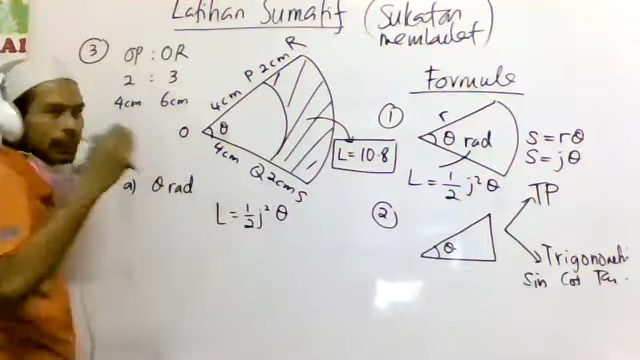 Latihan Sumatif (Sukatan
membulat)
A1
③ OP : OR
2 : 3
4cm 6cm
a) θ rad
L = 1/2 j² θ
R
P 2cm
4cm
O θ
4cm
Q 2cm S
L = 10.8
Formula
①
r
θ rad
S = rθ
S = jθ
L = 1/2 j² θ
②
θ
TP
Trigonometri
Sin Cos Tan